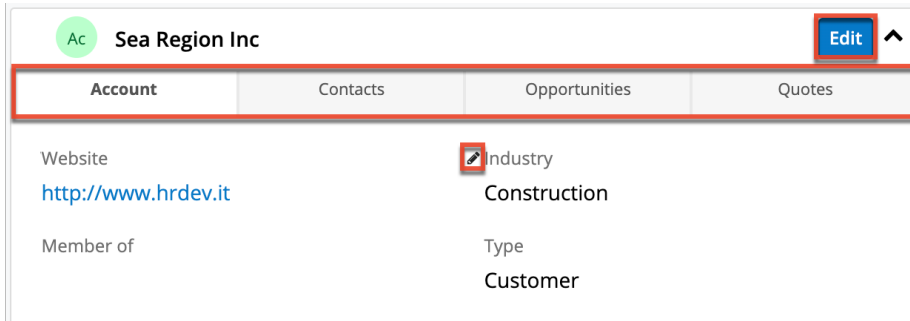 Ac Sea Region Inc Edit
Account Contacts Opportunities Quotes
Website Industry
http://www.hrdev.it Construction
Member of Type
Customer